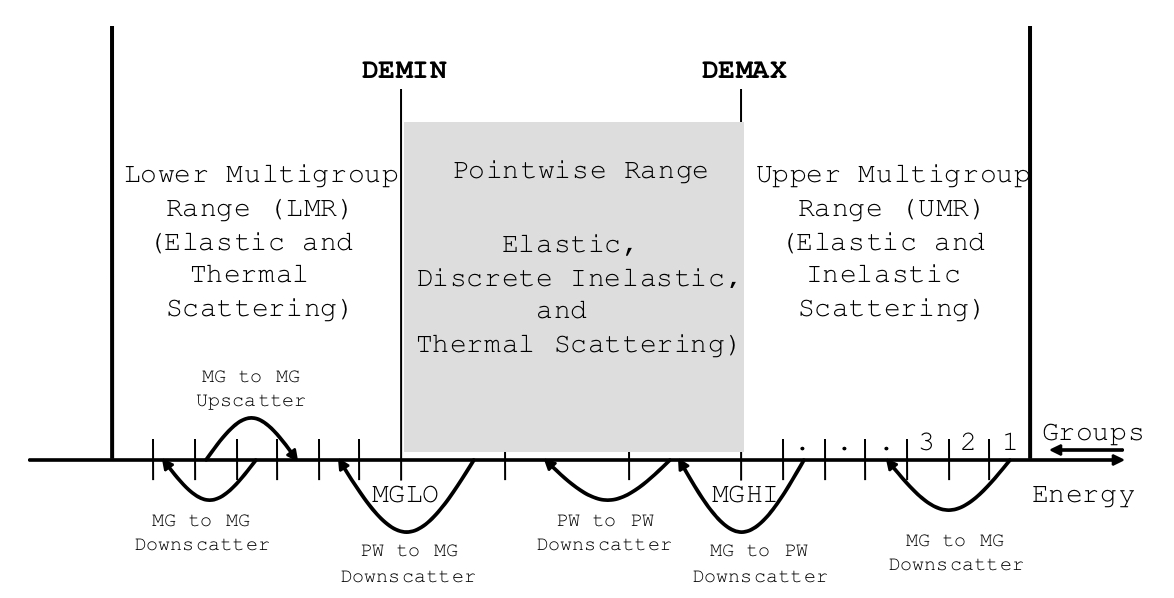 DEMIN
DEMAX
Lower Multigroup
Range (LMR)
(Elastic and
Thermal
Scattering)
Pointwise Range
Elastic,
Discrete Inelastic,
and
Thermal Scattering)
Upper Multigroup
Range (UMR)
(Elastic and
Inelastic
Scattering)
MG to MG
Upscatter
. . . 3 2 1
Groups
MGLO
MGHI
Energy
MG to MG
Downscatter
PW to MG
Downscatter
PW to PW
Downscatter
MG to PW
Downscatter
MG to MG
Downscatter